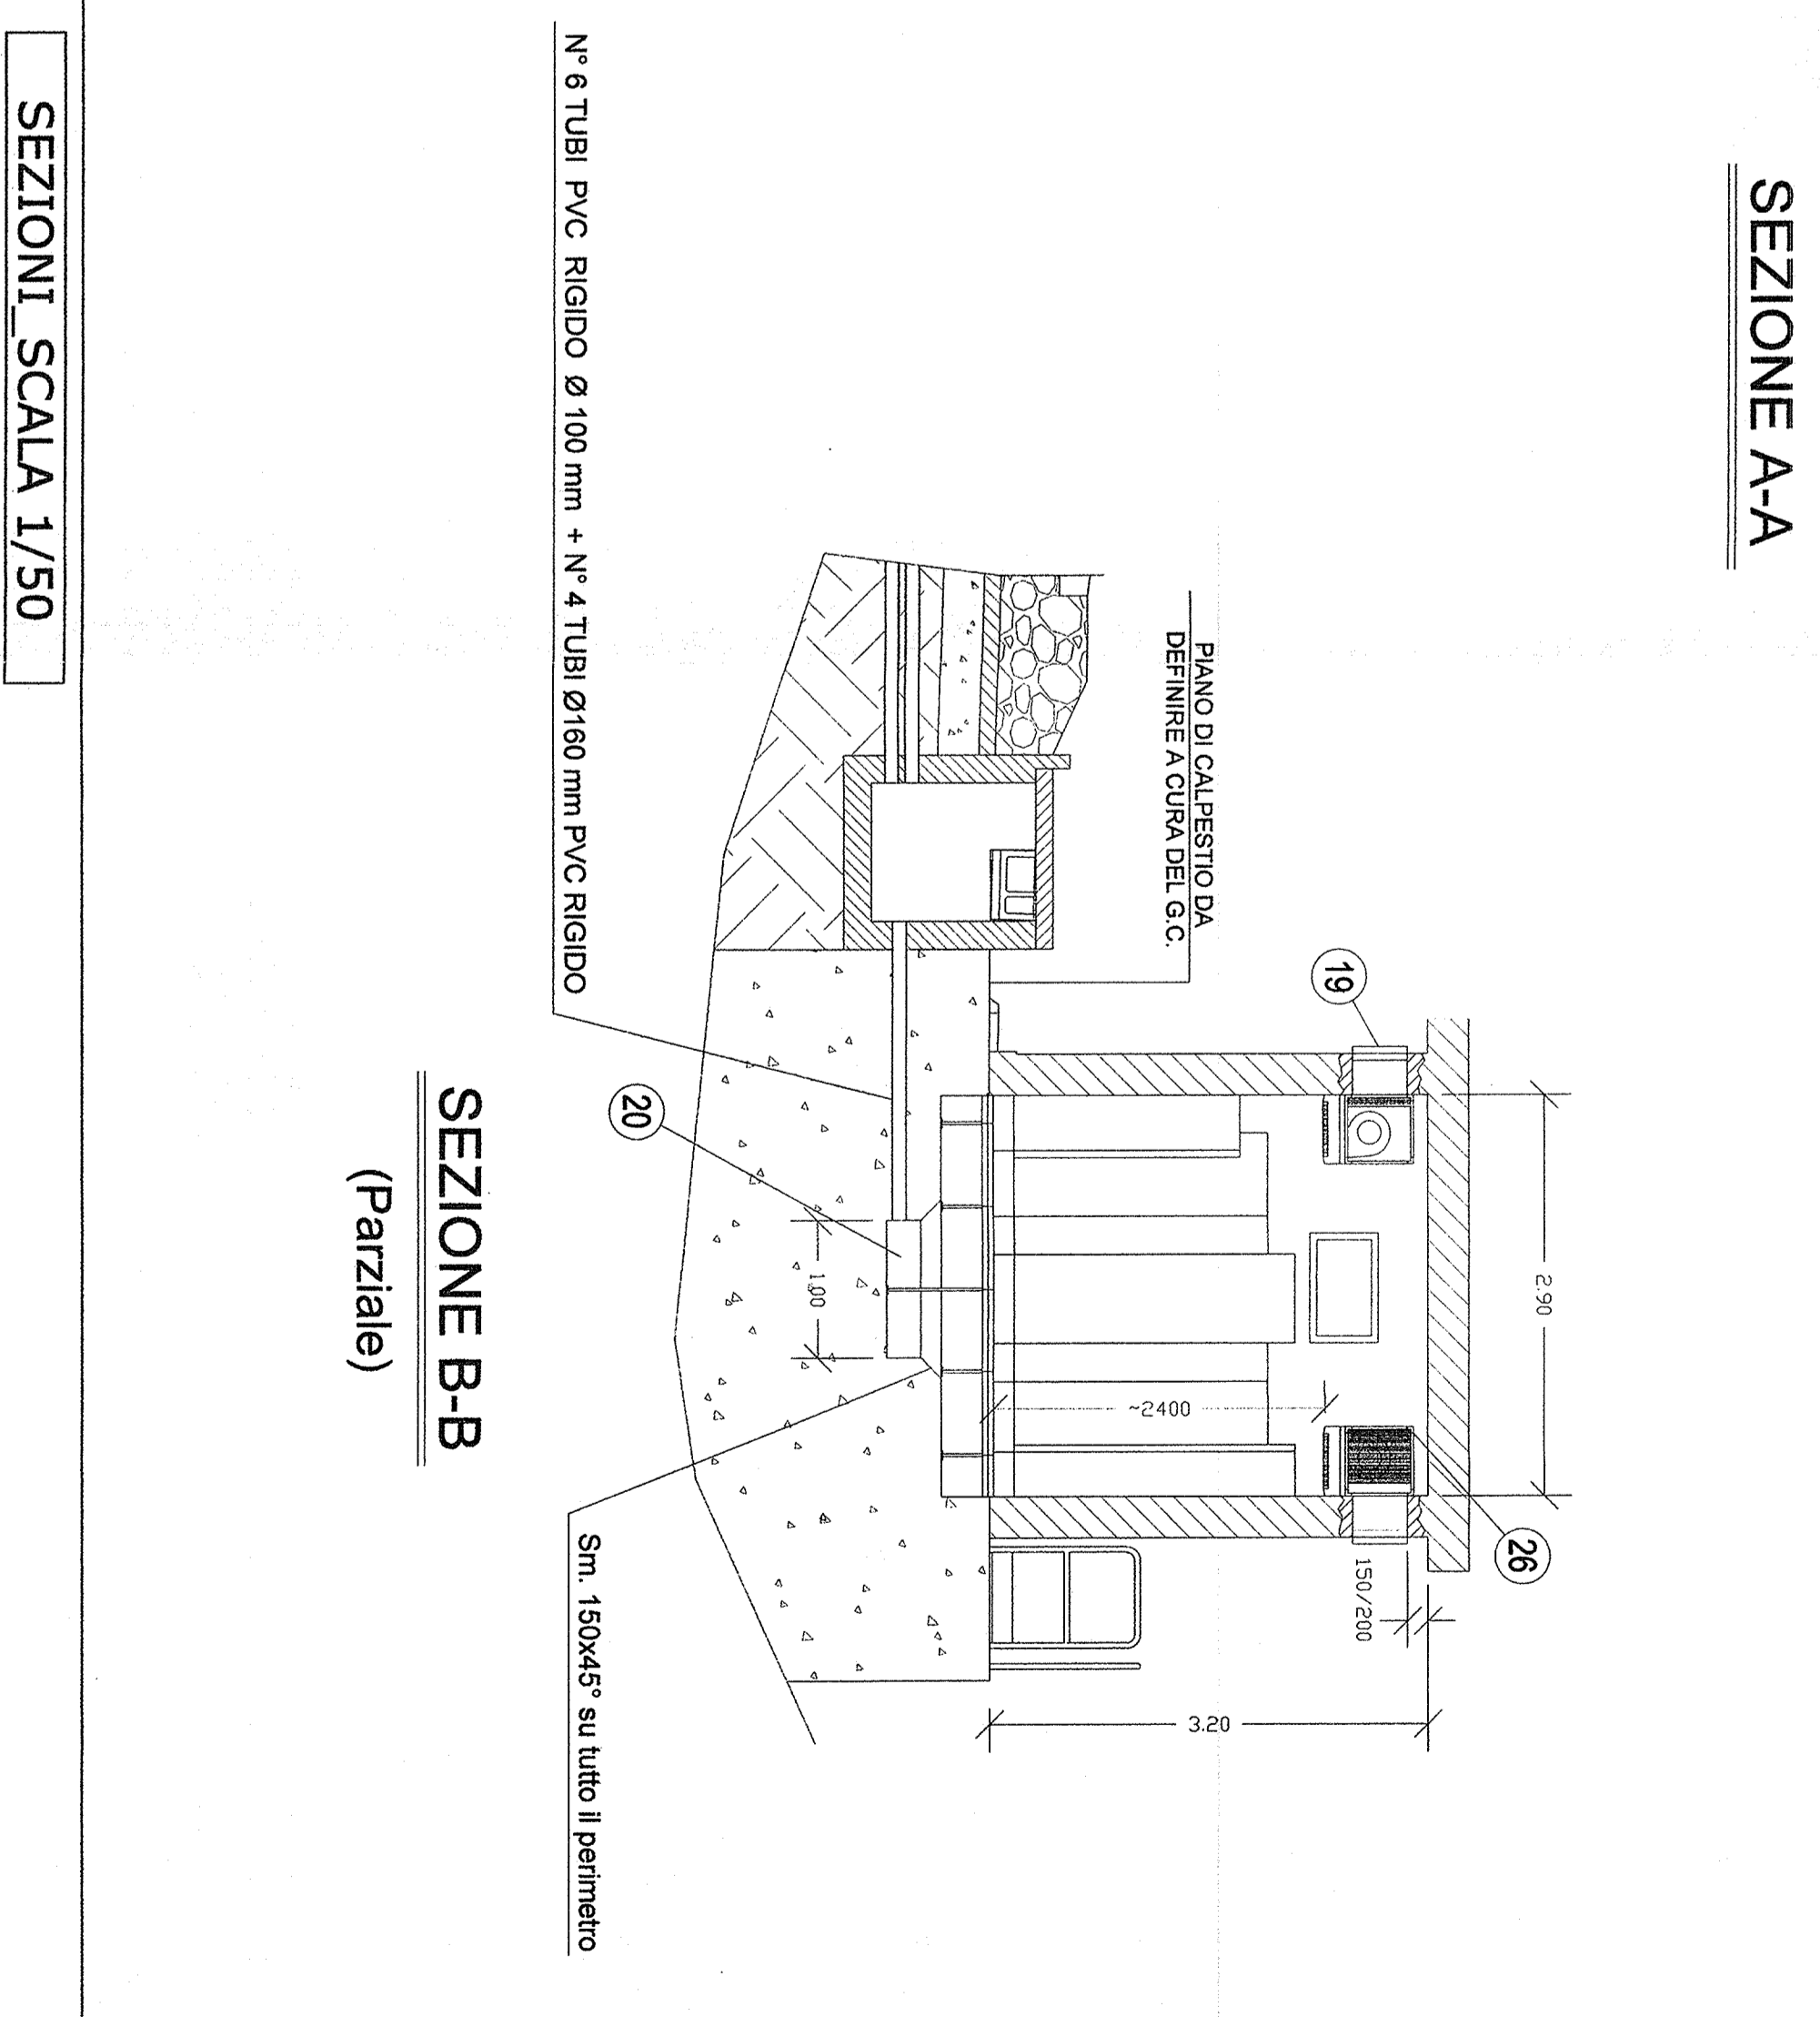 SEZIONE A-A
2.90
26
19
150/200
PIANO DI CALPESTIO DA
DEFINIRE A CURA DEL G.C.
~2400
3.20
1.00
20
N° 6 TUBI PVC RIGIDO Ø 100 mm + N° 4 TUBI Ø160 mm PVC RIGIDO
Sm. 150x45° su tutto il perimetro
SEZIONE B-B
(Parziale)
SEZIONI_SCALA 1/50